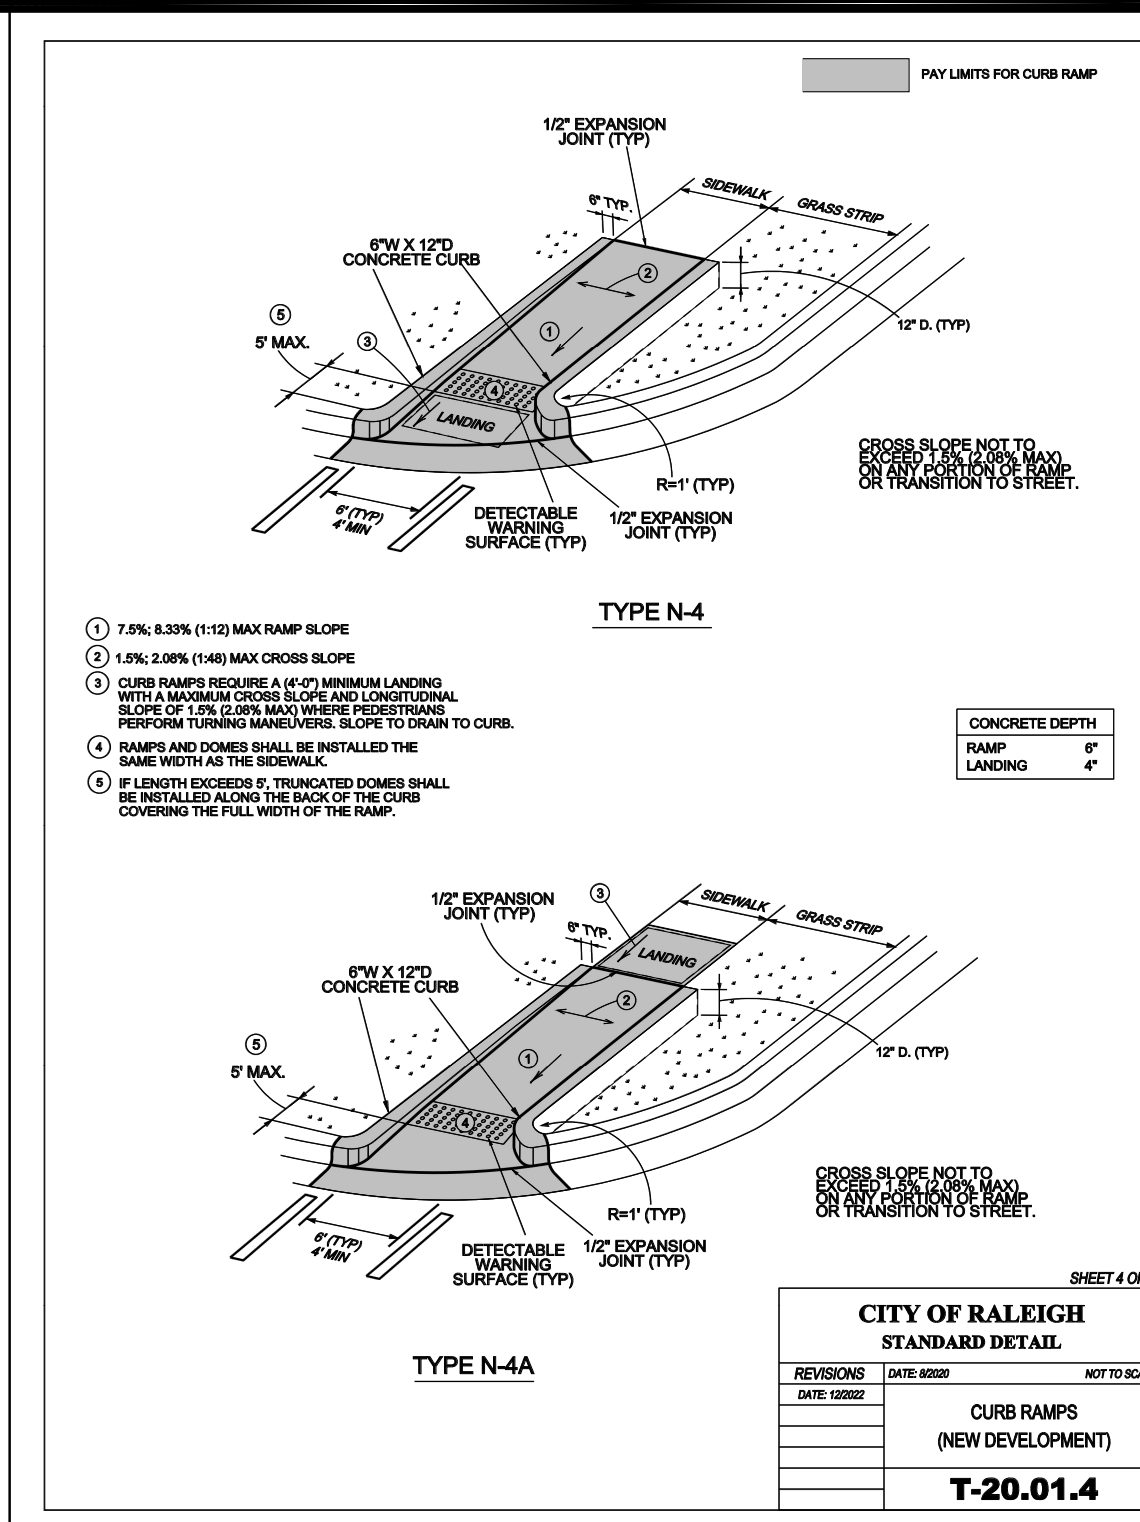 PAY LIMITS FOR CURB RAMP
1/2" EXPANSION
JOINT (TYP)
SIDEWALK
GRASS STRIP
6" TYP.
6"W X 12"D
CONCRETE CURB
2
12" D. (TYP)
5
5' MAX.
3
1
4
LANDING
CROSS SLOPE NOT TO
EXCEED 1.5% (2.08% MAX)
ON ANY PORTION OF RAMP
OR TRANSITION TO STREET.
R=1' (TYP)
6' (TYP)
4' MIN
DETECTABLE
WARNING
SURFACE (TYP)
1/2" EXPANSION
JOINT (TYP)
TYPE N-4
1 7.5%; 8.33% (1:12) MAX RAMP SLOPE
2 1.5%; 2.08% (1:48) MAX CROSS SLOPE
3 CURB RAMPS REQUIRE A (4'-0") MINIMUM LANDING
WITH A MAXIMUM CROSS SLOPE AND LONGITUDINAL
SLOPE OF 1.5% (2.08% MAX) WHERE PEDESTRIANS
PERFORM TURNING MANEUVERS. SLOPE TO DRAIN TO CURB.
4 RAMPS AND DOMES SHALL BE INSTALLED THE
SAME WIDTH AS THE SIDEWALK.
5 IF LENGTH EXCEEDS 5', TRUNCATED DOMES SHALL
BE INSTALLED ALONG THE BACK OF THE CURB
COVERING THE FULL WIDTH OF THE RAMP.
CONCRETE DEPTH
RAMP 6"
LANDING 4"
1/2" EXPANSION
JOINT (TYP)
3
SIDEWALK
GRASS STRIP
6" TYP.
LANDING
6"W X 12"D
CONCRETE CURB
2
12" D. (TYP)
5
5' MAX.
1
4
CROSS SLOPE NOT TO
EXCEED 1.5% (2.08% MAX)
ON ANY PORTION OF RAMP
OR TRANSITION TO STREET.
R=1' (TYP)
6' (TYP)
4' MIN
DETECTABLE
WARNING
SURFACE (TYP)
1/2" EXPANSION
JOINT (TYP)
TYPE N-4A
SHEET 4
CITY OF RALEIGH
STANDARD DETAIL
REVISIONS
DATE: 8/2020
NOT TO
DATE: 12/2022
CURB RAMPS
(NEW DEVELOPMENT)
T-20.01.4